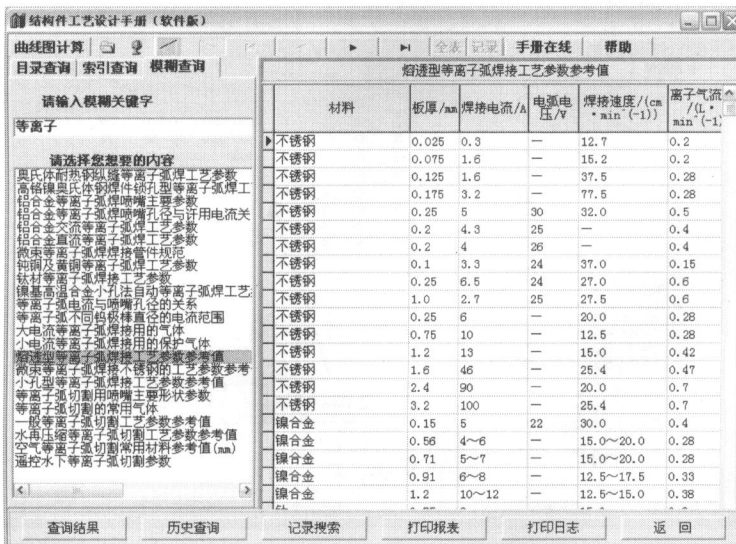 结构件工艺设计手册（软件版）
曲线图计算 全表 记录 手册在线 帮助
目录查询 索引查询 模糊查询
请输入模糊关键字
等离子
请选择您想要的内容
奥氏体耐热钢纵缝等离子弧焊工艺参数
高铬镍奥氏体钢焊件锁孔型等离子弧焊工
铝合金等离子弧焊喷嘴主要参数
铝合金等离子弧焊喷嘴孔径与许用电流关
铝合金交流等离子弧焊工艺参数
铝合金直流等离子弧焊工艺参数
微束等离子弧焊焊接管件规范
钝铜及黄铜等离子弧焊工艺参数
钛材等离子弧焊接工艺参数
镍基高温合金小孔法自动等离子弧焊工艺
等离子弧电流与喷嘴孔径的关系
等离子弧不同钨极棒直径的电流范围
大电流等离子弧焊接用的气体
小电流等离子弧焊接用的保护气体
熔透型等离子弧焊接工艺参数参考值
微束等离子弧焊接不锈钢的工艺参数参考
小孔型等离子弧焊接工艺参数参考值
等离子弧切割用喷嘴主要形状参数
等离子弧切割的常用气体
一般等离子弧切割工艺参数参考值
水再压缩等离子弧切割工艺参数参考值
空气等离子弧切割常用材料参考值(mm)
遥控水下等离子弧切割参数
熔透型等离子弧焊接工艺参数参考值
材料 板厚/mm 焊接电流/A 电弧电压/V 焊接速度/(cm·min^(-1)) 离子气流/(L·min^(-1)
不锈钢 0.025 0.3 — 12.7 0.2
不锈钢 0.075 1.6 — 15.2 0.2
不锈钢 0.125 1.6 — 37.5 0.28
不锈钢 0.175 3.2 — 77.5 0.28
不锈钢 0.25 5 30 32.0 0.5
不锈钢 0.2 4.3 25 — 0.4
不锈钢 0.2 4 26 — 0.4
不锈钢 0.1 3.3 24 37.0 0.15
不锈钢 0.25 6.5 24 27.0 0.6
不锈钢 1.0 2.7 25 27.5 0.6
不锈钢 0.25 6 — 20.0 0.28
不锈钢 0.75 10 — 12.5 0.28
不锈钢 1.2 13 — 15.0 0.42
不锈钢 1.6 46 — 25.4 0.47
不锈钢 2.4 90 — 20.0 0.7
不锈钢 3.2 100 — 25.4 0.7
镍合金 0.15 5 22 30.0 0.4
镍合金 0.56 4～6 — 15.0～20.0 0.28
镍合金 0.71 5～7 — 15.0～20.0 0.28
镍合金 0.91 6～8 — 12.5～17.5 0.33
镍合金 1.2 10～12 — 12.5～15.0 0.38
查询结果 历史查询 记录搜索 打印报表 打印日志 返 回